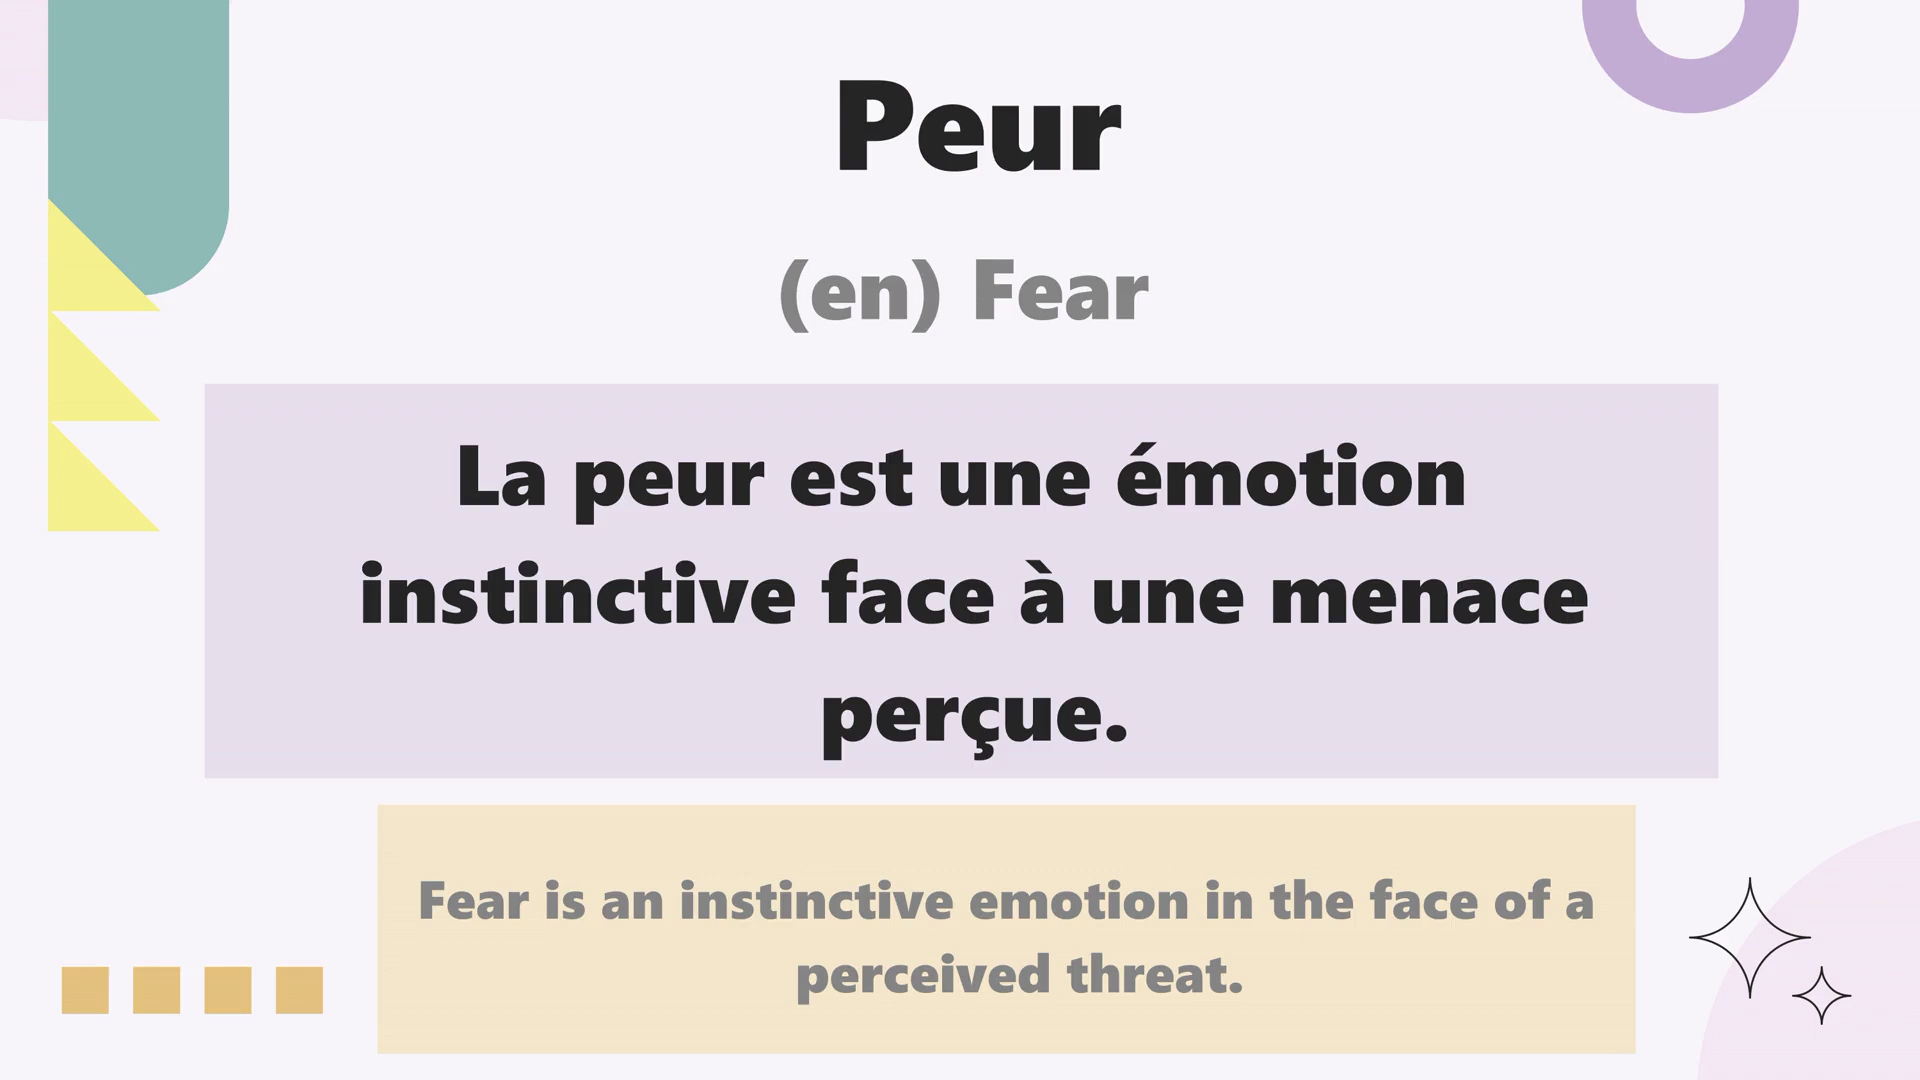 Peur
(en) Fear
La peur est une émotion
instinctive face à une menace
perçue.
Fear is an instinctive emotion in the face of a
perceived threat.